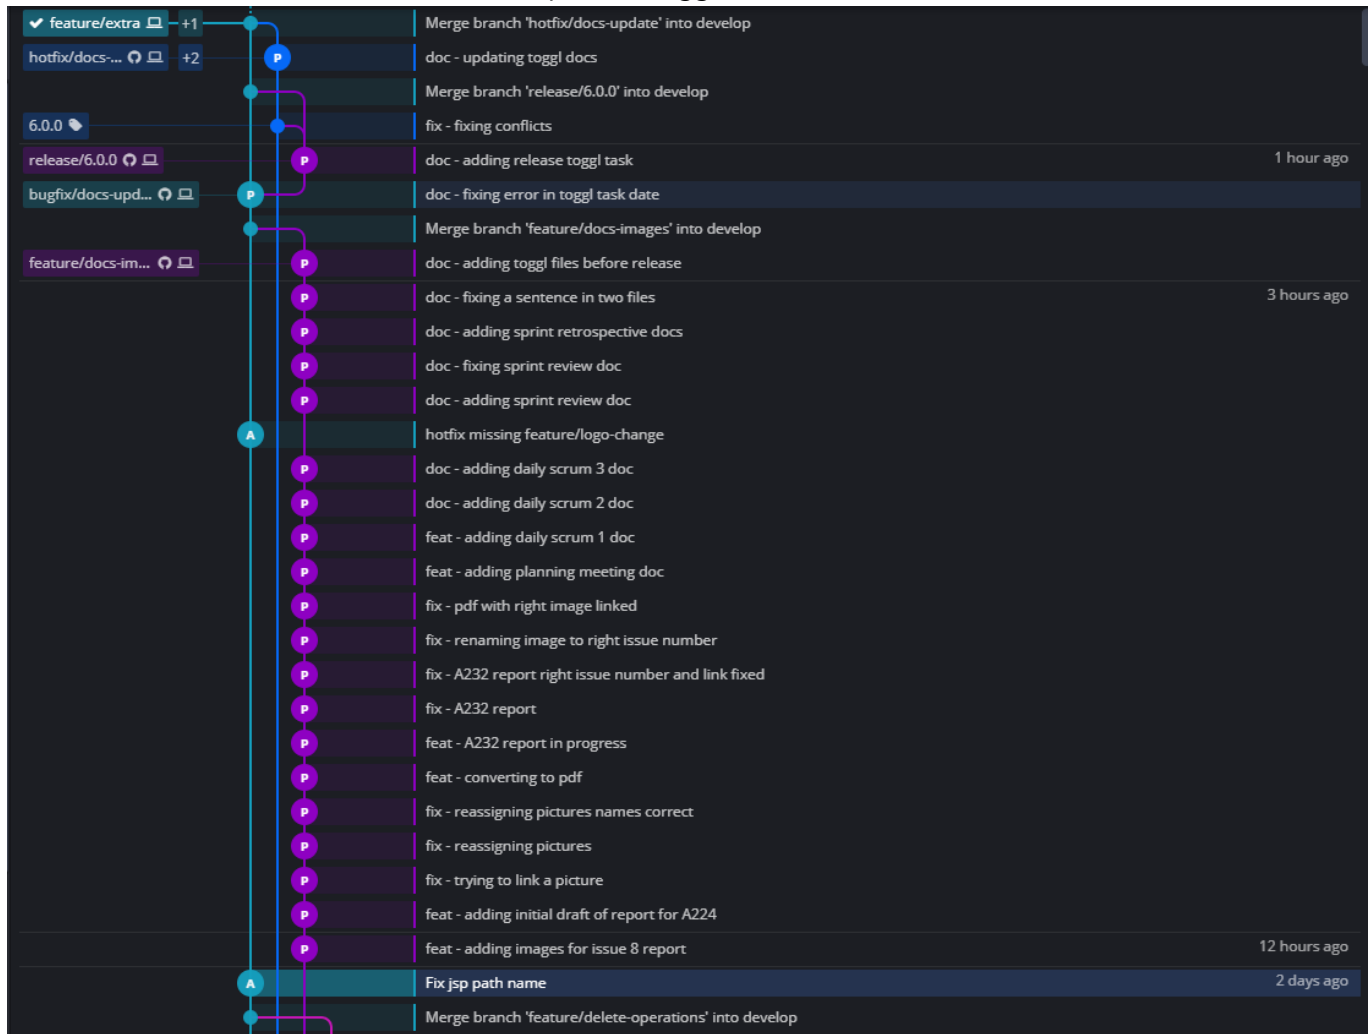 feature/extra +1 Merge branch 'hotfix/docs-update' into develop
hotfix/docs-... +2 P doc - updating toggl docs
Merge branch 'release/6.0.0' into develop
6.0.0 fix - fixing conflicts
release/6.0.0 P doc - adding release toggl task 1 hour ago
bugfix/docs-upd... P doc - fixing error in toggl task date
Merge branch 'feature/docs-images' into develop
feature/docs-im... P doc - adding toggl files before release
P doc - fixing a sentence in two files 3 hours ago
P doc - adding sprint retrospective docs
P doc - fixing sprint review doc
P doc - adding sprint review doc
A hotfix missing feature/logo-change
P doc - adding daily scrum 3 doc
P doc - adding daily scrum 2 doc
P feat - adding daily scrum 1 doc
P feat - adding planning meeting doc
P fix - pdf with right image linked
P fix - renaming image to right issue number
P fix - A232 report right issue number and link fixed
P fix - A232 report
P feat - A232 report in progress
P feat - converting to pdf
P fix - reassigning pictures names correct
P fix - reassigning pictures
P fix - trying to link a picture
P feat - adding initial draft of report for A224
P feat - adding images for issue 8 report 12 hours ago
A Fix jsp path name 2 days ago
Merge branch 'feature/delete-operations' into develop